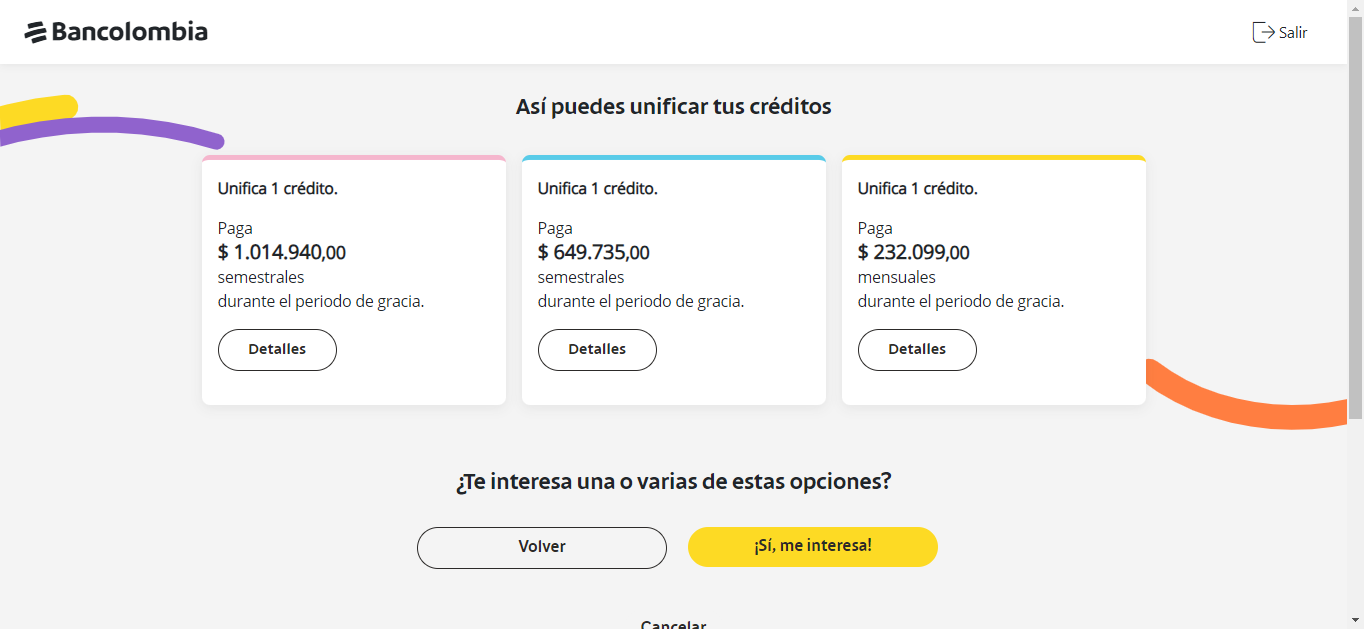 Bancolombia
Salir
Así puedes unificar tus créditos
Unifica 1 crédito.
Paga
$ 1.014.940,00
semestrales
durante el periodo de gracia.
Detalles
Unifica 1 crédito.
Paga
$ 649.735,00
semestrales
durante el periodo de gracia.
Detalles
Unifica 1 crédito.
Paga
$ 232.099,00
mensuales
durante el periodo de gracia.
Detalles
¿Te interesa una o varias de estas opciones?
Volver
¡Sí, me interesa!
Cancelar